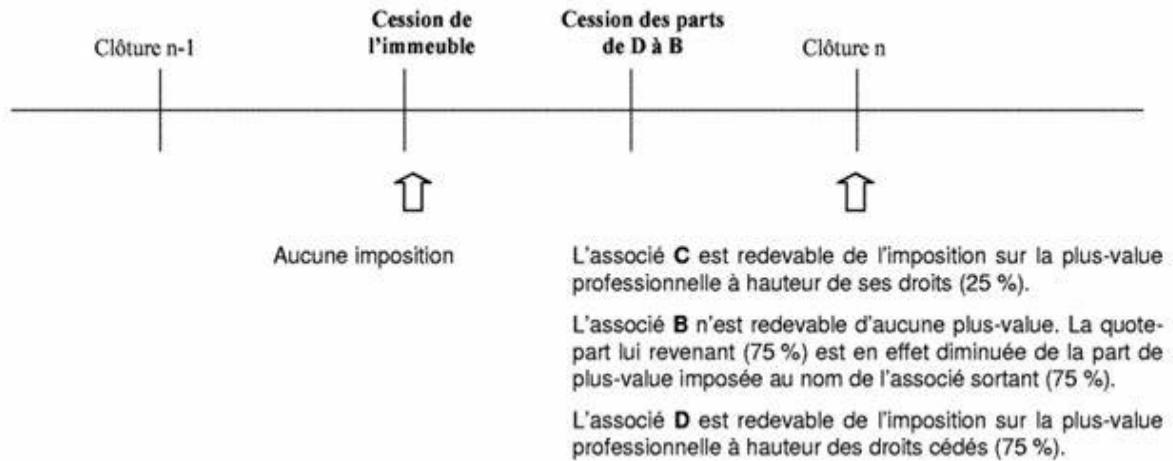 Clôture n-1
Cession de
l'immeuble
Cession des parts
de D à B
Clôture n
Aucune imposition
L'associé C est redevable de l'imposition sur la plus-value
professionnelle à hauteur de ses droits (25 %).
L'associé B n'est redevable d'aucune plus-value. La quote-
part lui revenant (75 %) est en effet diminuée de la part de
plus-value imposée au nom de l'associé sortant (75 %).
L'associé D est redevable de l'imposition sur la plus-value
professionnelle à hauteur des droits cédés (75 %).